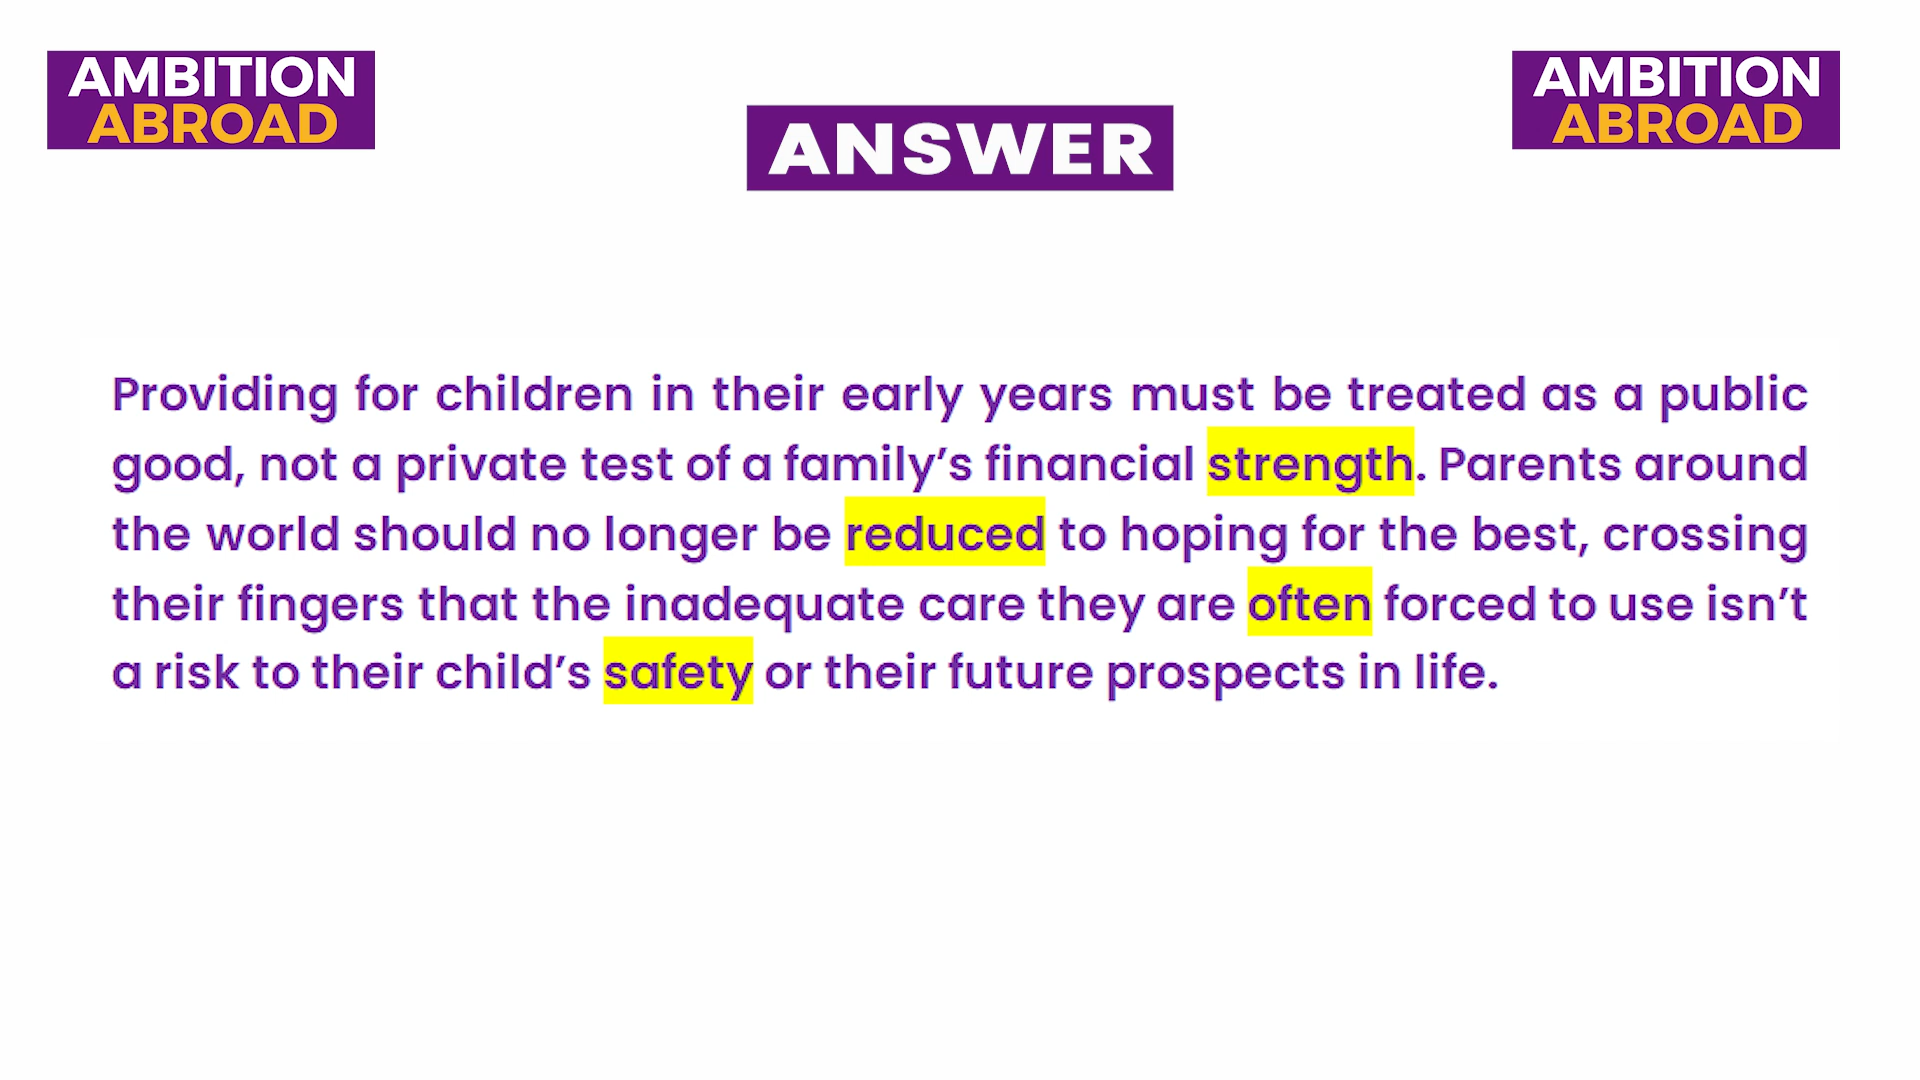 AMBITION
ABROAD
AMBITION
ABROAD
ANSWER
Providing for children in their early years must be treated as a public
good, not a private test of a family’s financial strength. Parents around
the world should no longer be reduced to hoping for the best, crossing
their fingers that the inadequate care they are often forced to use isn’t
a risk to their child’s safety or their future prospects in life.